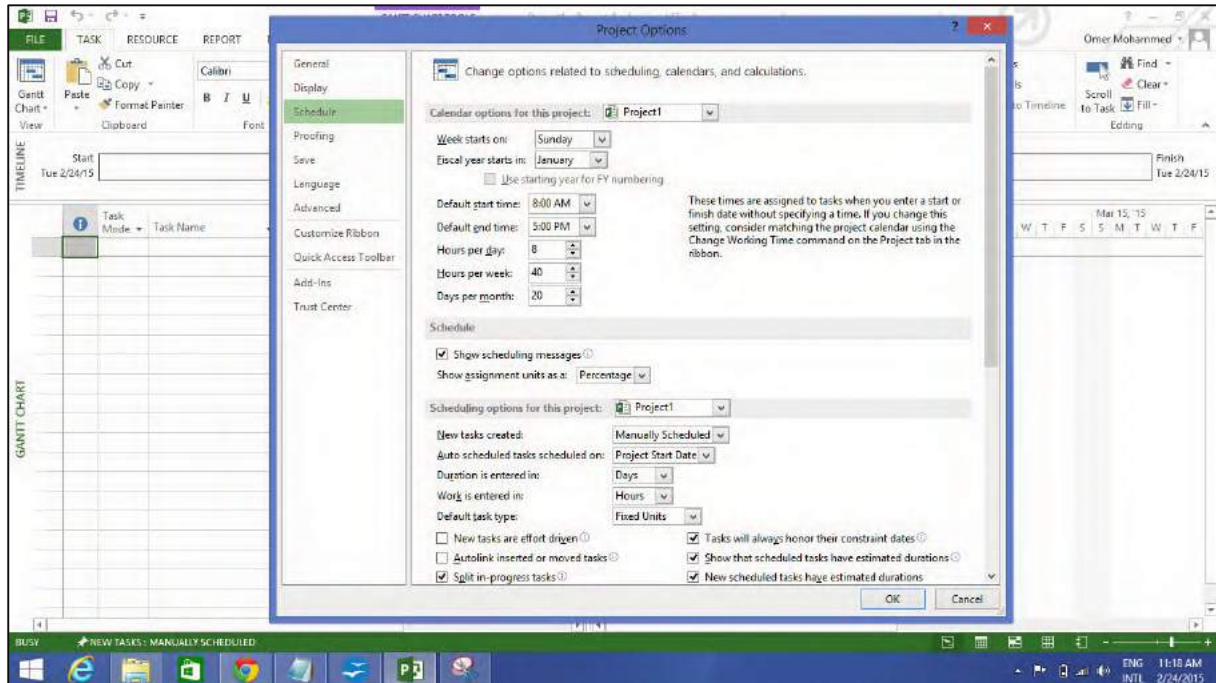 Project Options
?
Omer Mohammed
FILE TASK RESOURCE REPORT
Gantt Chart
View
Paste
Cut
Copy
Format Painter
Clipboard
Calibri
B I U
Font
Find
Clear
Fill
Scroll to Task
Editing
to Timeline
TIMELINE
Start
Tue 2/24/15
Finish
Tue 2/24/15
Task Mode
Task Name
Mar 15, '15
W T F S S M T W T F
GANTT CHART
General
Display
Schedule
Proofing
Save
Language
Advanced
Customize Ribbon
Quick Access Toolbar
Add-Ins
Trust Center
Change options related to scheduling, calendars, and calculations.
Calendar options for this project: Project1
Week starts on: Sunday
Fiscal year starts in: January
Use starting year for FY numbering
Default start time: 8:00 AM
Default end time: 5:00 PM
Hours per day: 8
Hours per week: 40
Days per month: 20
These times are assigned to tasks when you enter a start or
finish date without specifying a time. If you change this
setting, consider matching the project calendar using the
Change Working Time command on the Project tab in the
ribbon.
Schedule
Show scheduling messages
Show assignment units as a: Percentage
Scheduling options for this project: Project1
New tasks created: Manually Scheduled
Auto scheduled tasks scheduled on: Project Start Date
Duration is entered in: Days
Work is entered in: Hours
Default task type: Fixed Units
New tasks are effort driven
Tasks will always honor their constraint dates
Autolink inserted or moved tasks
Show that scheduled tasks have estimated durations
Split in-progress tasks
New scheduled tasks have estimated durations
OK Cancel
BUSY NEW TASKS : MANUALLY SCHEDULED
ENG 11:18 AM
INTL 2/24/2015